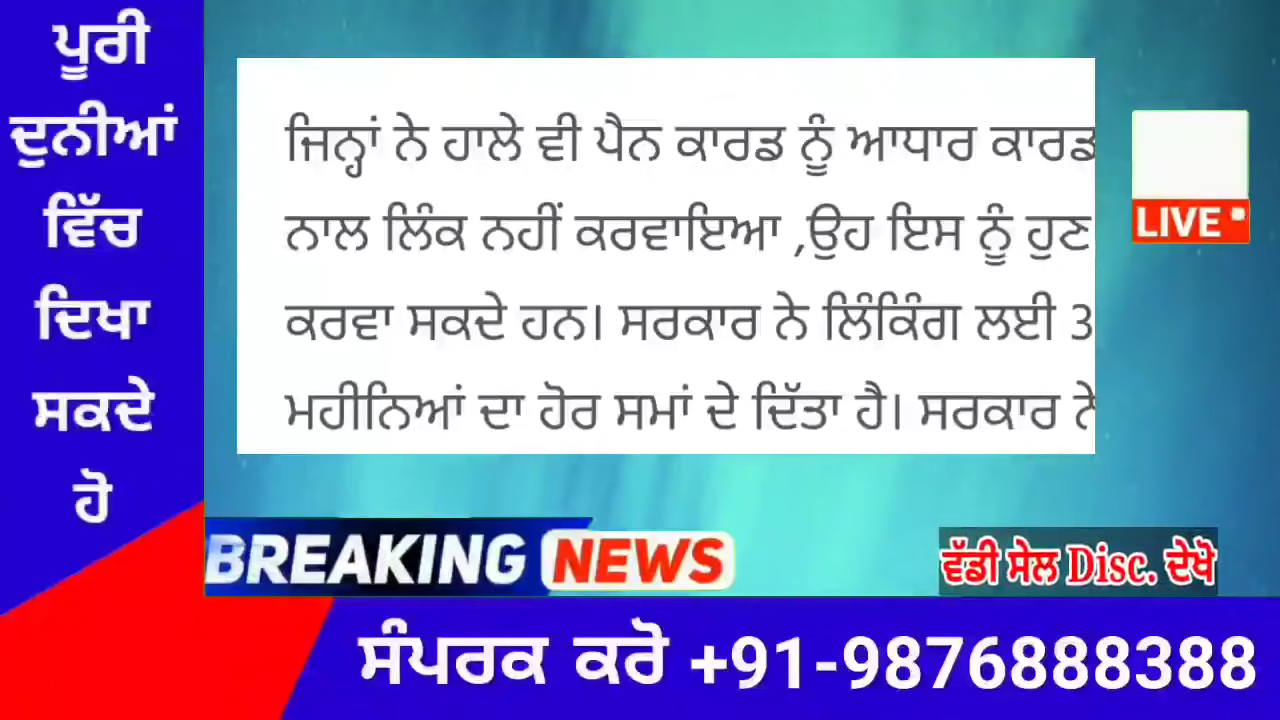 ਪੂਰੀ
ਦੁਨੀਆਂ
ਵਿੱਚ
ਦਿਖਾ
ਸਕਦੇ
ਹੋ
ਜਿਨ੍ਹਾਂ ਨੇ ਹਾਲੇ ਵੀ ਪੈਨ ਕਾਰਡ ਨੂੰ ਆਧਾਰ ਕਾਰਡ
ਨਾਲ ਲਿੰਕ ਨਹੀਂ ਕਰਵਾਇਆ ,ਉਹ ਇਸ ਨੂੰ ਹੁਣ
ਕਰਵਾ ਸਕਦੇ ਹਨ। ਸਰਕਾਰ ਨੇ ਲਿੰਕਿੰਗ ਲਈ 3
ਮਹੀਨਿਆਂ ਦਾ ਹੋਰ ਸਮਾਂ ਦੇ ਦਿੱਤਾ ਹੈ। ਸਰਕਾਰ ਨੇ
LIVE
BREAKING NEWS
ਵੱਡੀ ਸੇਲ Disc. ਦੇਖੋ
ਸੰਪਰਕ ਕਰੋ +91-9876888388